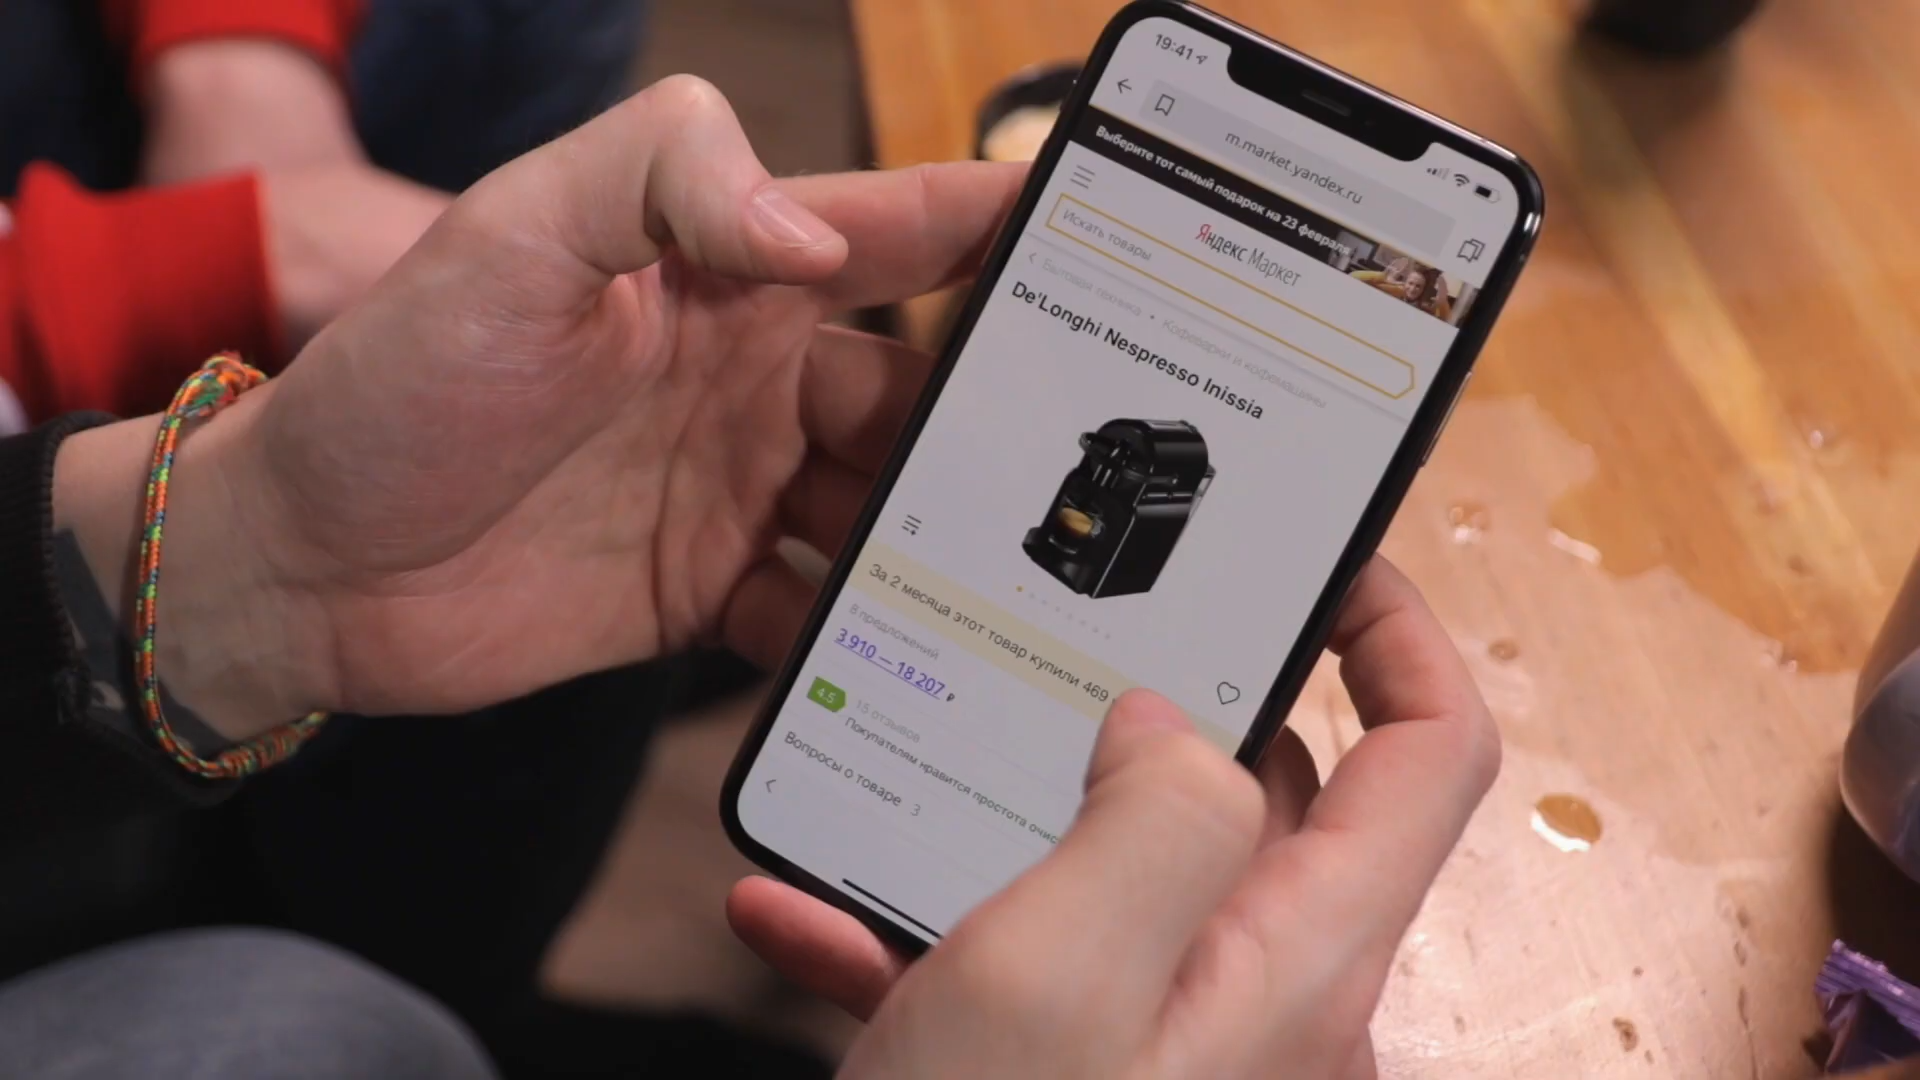 19:41
m.market.yandex.ru
Выберите тот самый подарок на 23 февраля
Яндекс Маркет
Искать товары
Бытовая техника • Кофеварки и кофемашины
De'Longhi Nespresso Inissia
За 2 месяца этот товар купили 469
8 предложений
3 910 — 18 207 ₽
4.5 15 отзывов
Покупателям нравится простота очис
Вопросы о товаре 3